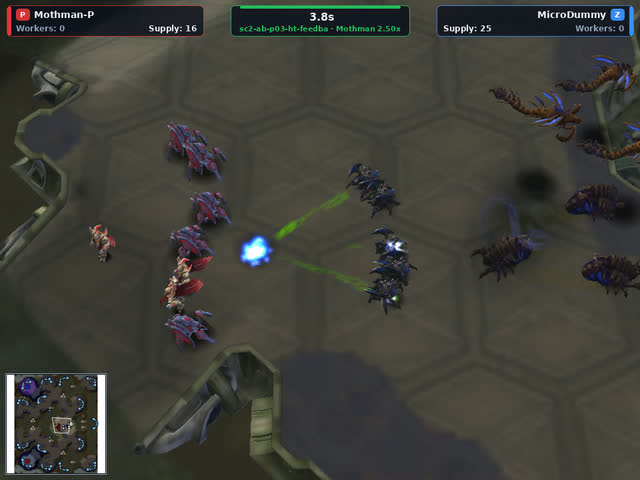 P Mothman-P
Workers: 0 Supply: 16
3.8s
sc2-ab-p03-ht-feedba · Mothman 2.50x
MicroDummy Z
Supply: 25 Workers: 0